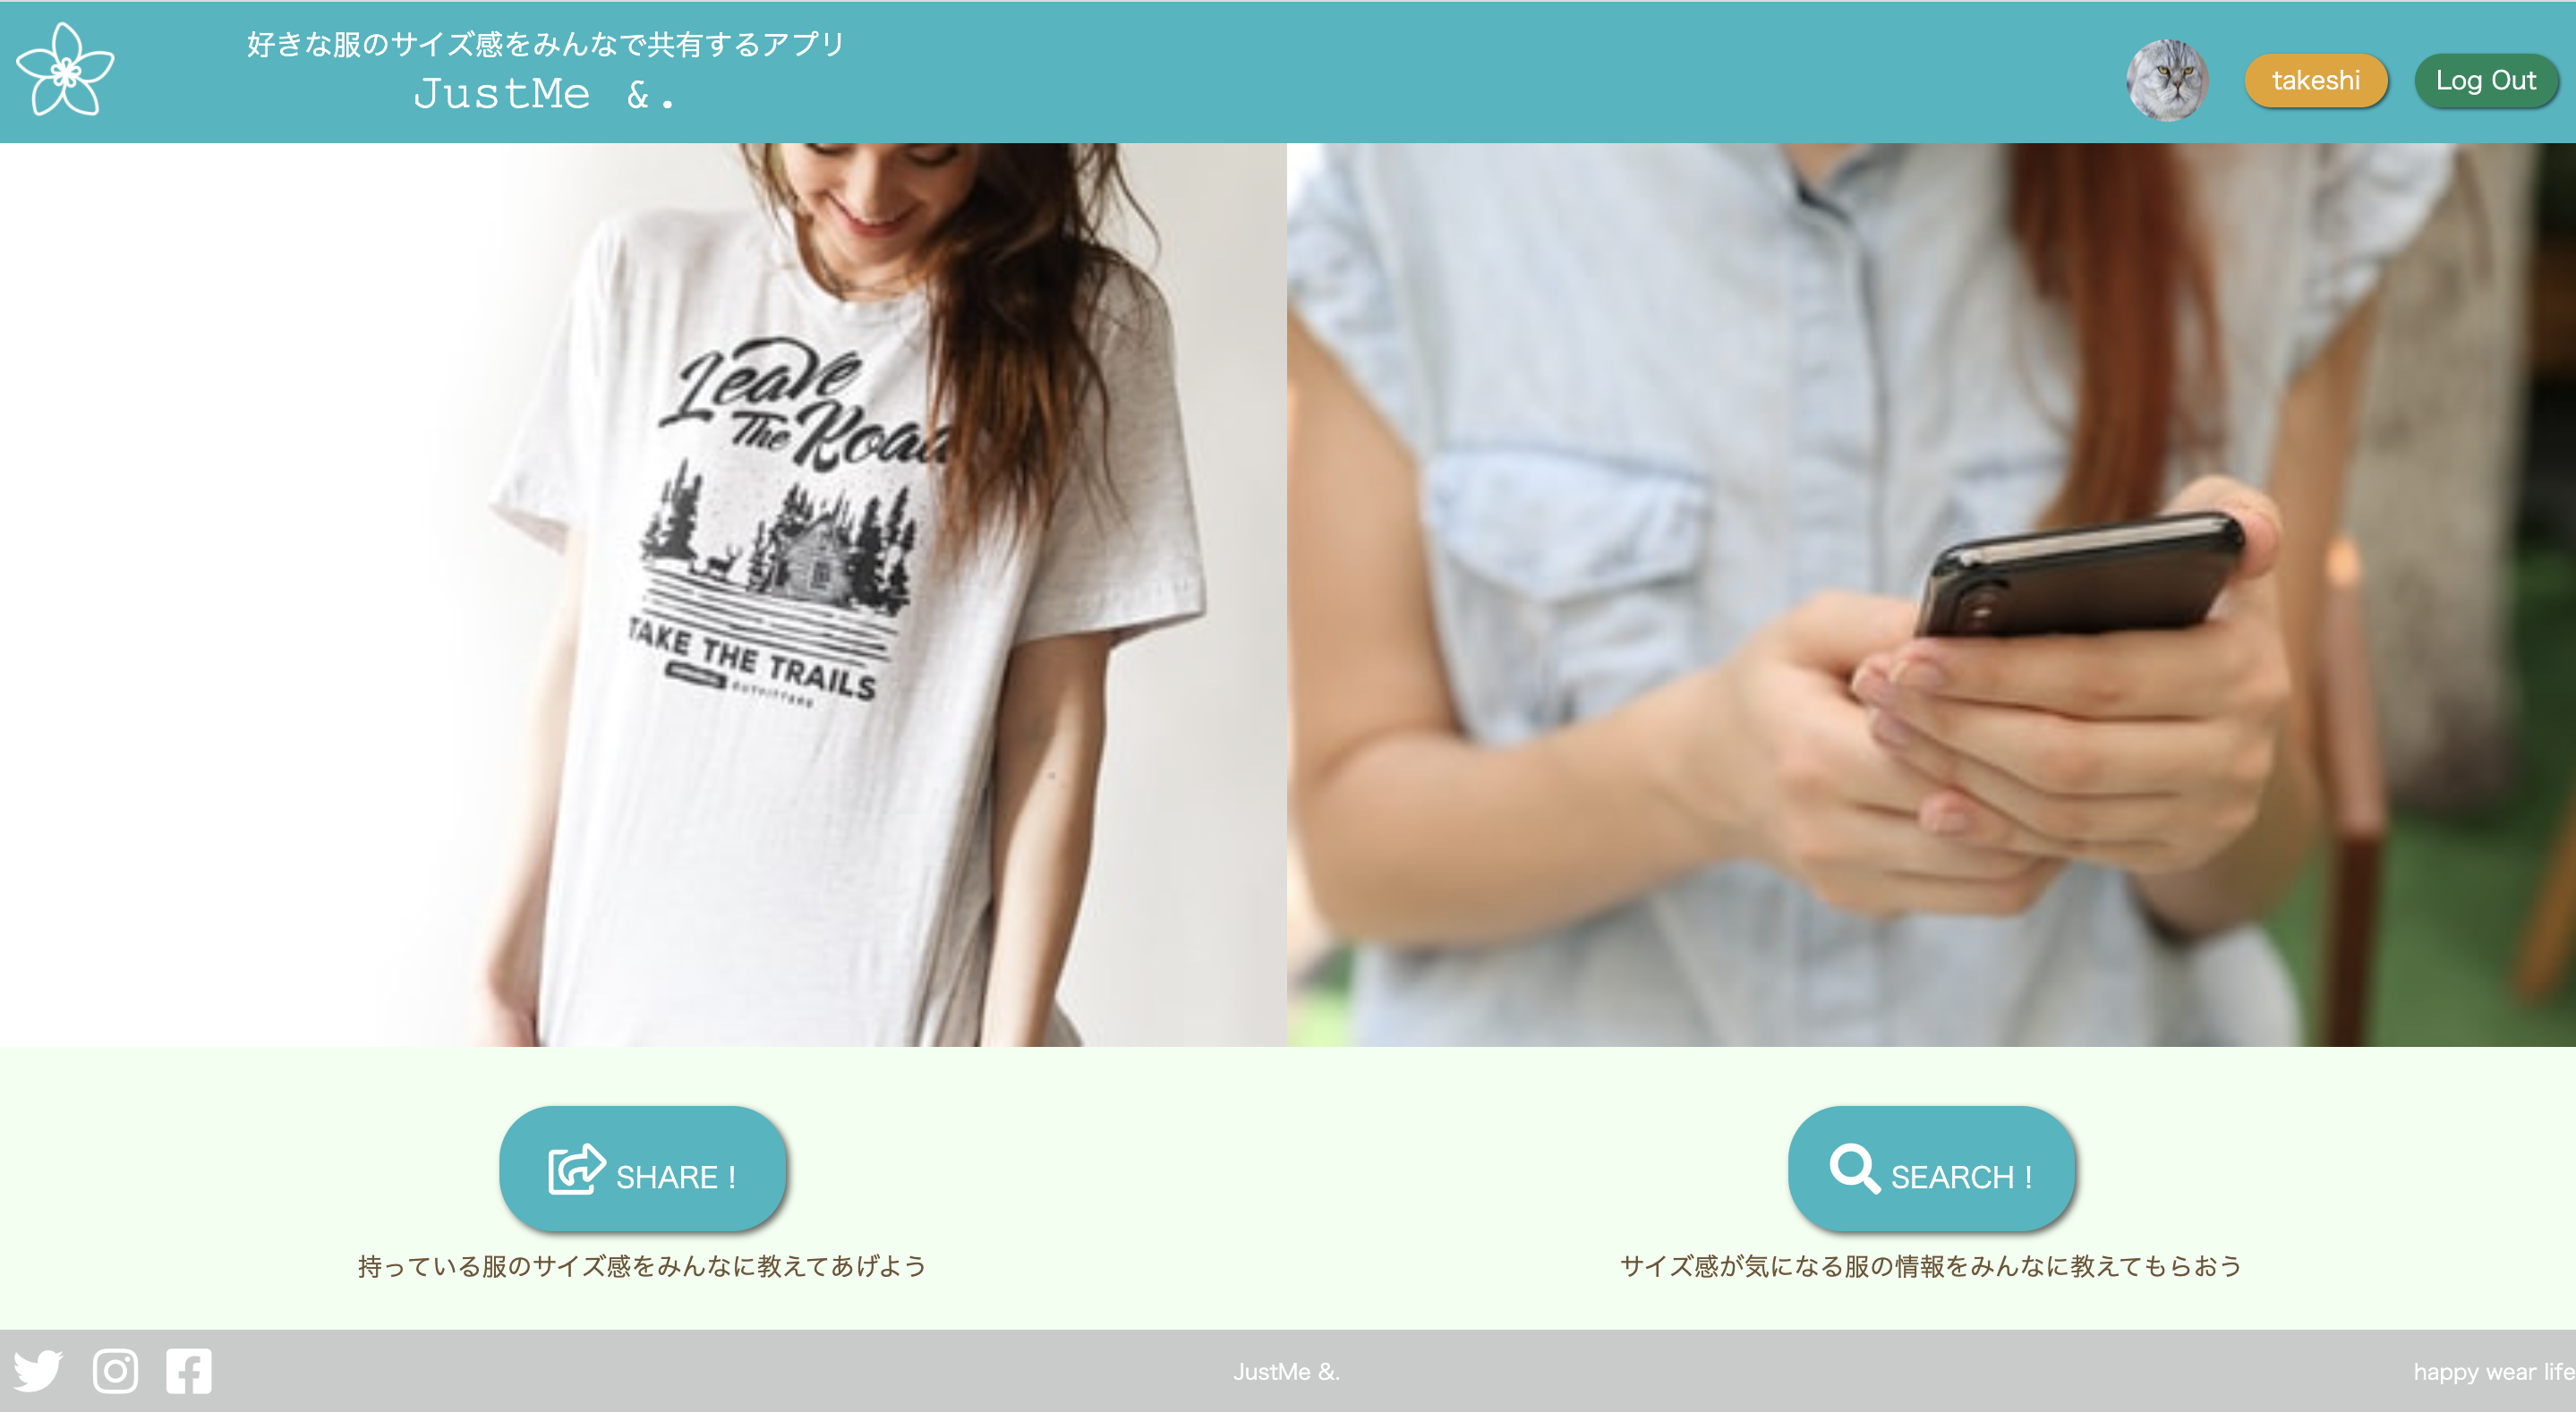 好きな服のサイズ感をみんなで共有するアプリ
JustMe &.
takeshi
Log Out
Leave
The Road
TAKE THE TRAILS
OUTFITTERS
SHARE !
SEARCH !
持っている服のサイズ感をみんなに教えてあげよう
サイズ感が気になる服の情報をみんなに教えてもらおう
JustMe &.
happy wear life